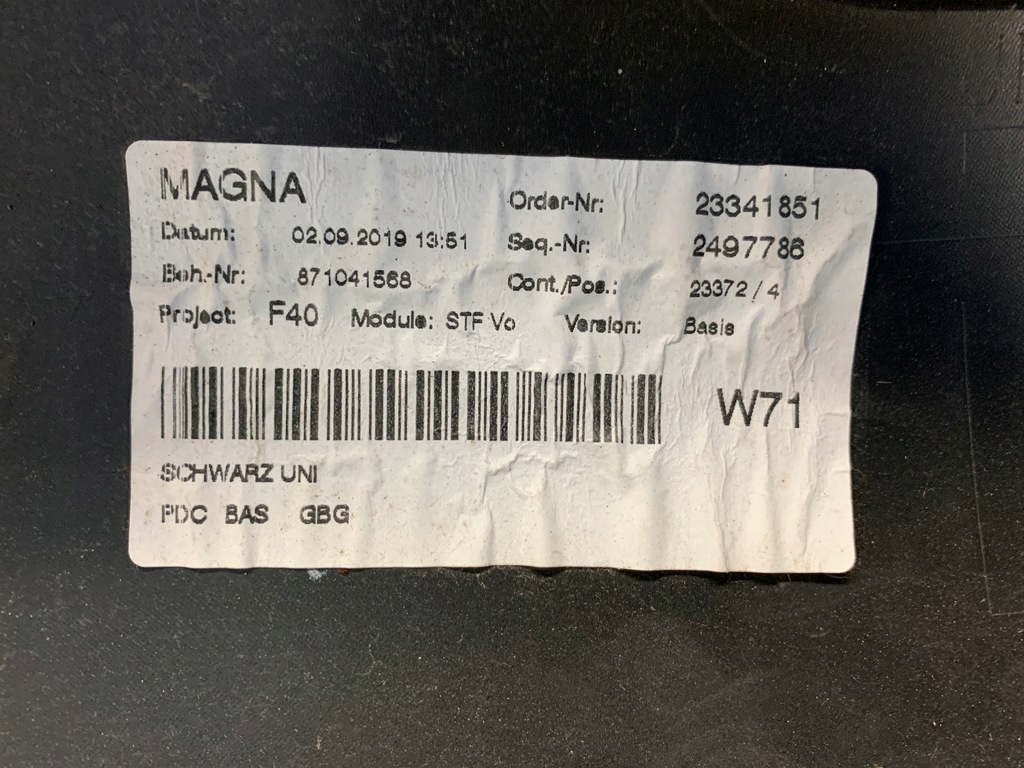 MAGNA
Order-Nr: 23341851
Datum: 02.09.2019 13:51
Seq.-Nr: 2497786
Beh.-Nr: 871041568
Cont./Pos.: 23372 / 4
Project: F40 Module: STF Vo Version: Basis
W71
SCHWARZ UNI
PDC BAS GBG